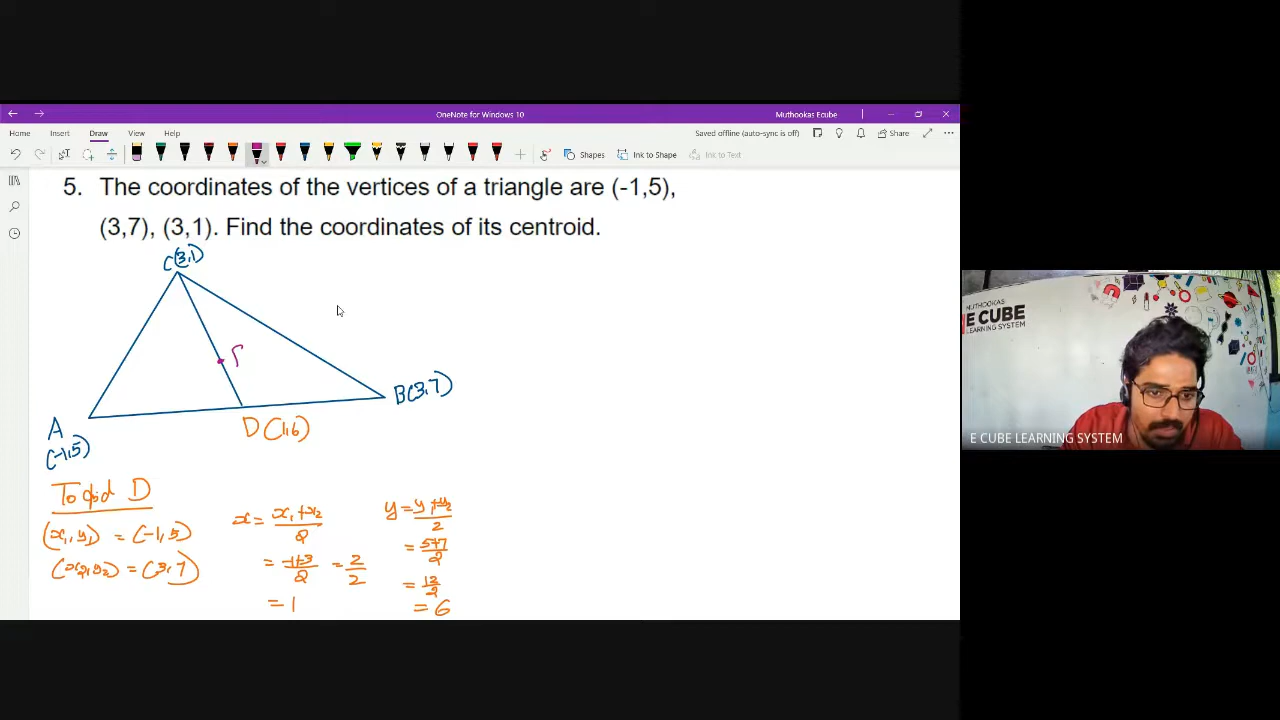 OneNote for Windows 10
Muthookas Ecube
Home Insert Draw View Help
Saved offline (auto-sync is off)
Share
Shapes
Ink to Shape
Ink to Text
5. The coordinates of the vertices of a triangle are (-1,5),
(3,7), (3,1). Find the coordinates of its centroid.
C(3,1)
P
B(3,7)
A
(-1,5)
D(1,6)
D
(x1,y1) = (-1,5)
(x2,y2) = (3,7)
x = x1+x2/2
= -1+3/2 = 2/2
= 1
y = y1+y2/2
= 5+7/2
= 12/2
= 6
MUTHOOKAS
E CUBE
LEARNING SYSTEM
E CUBE LEARNING SYSTEM